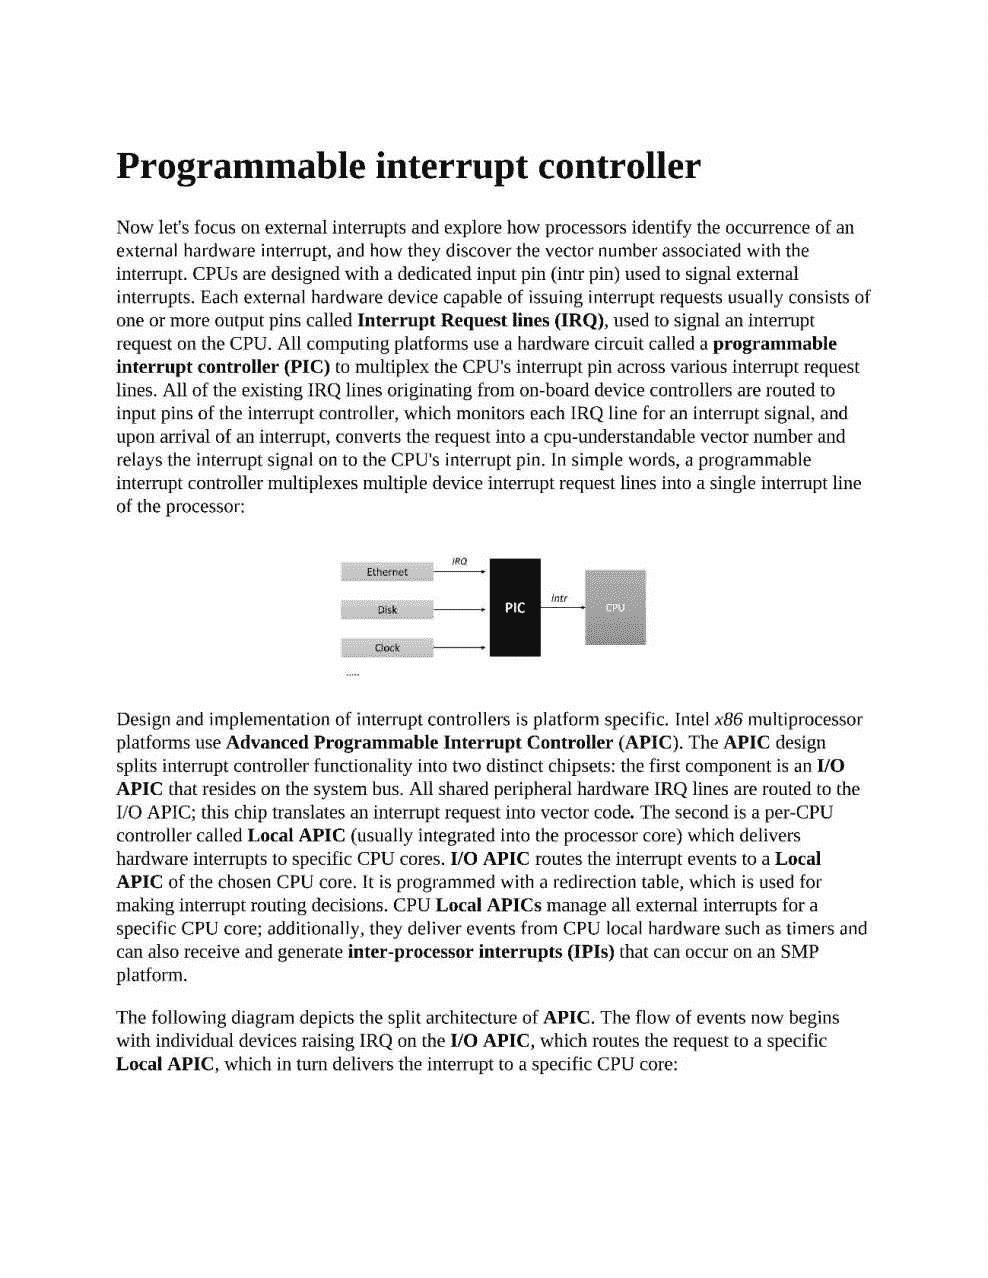 Programmable interrupt controller
Now let's focus on external interrupts and explore how processors identify the occurrence of an
external hardware interrupt, and how they discover the vector number associated with the
interrupt. CPUs are designed with a dedicated input pin (intr pin) used to signal external
interrupts. Each external hardware device capable of issuing interrupt requests usually consists of
one or more output pins called Interrupt Request lines (IRQ), used to signal an interrupt
request on the CPU. All computing platforms use a hardware circuit called a programmable
interrupt controller (PIC) to multiplex the CPU's interrupt pin across various interrupt request
lines. All of the existing IRQ lines originating from on-board device controllers are routed to
input pins of the interrupt controller, which monitors each IRQ line for an interrupt signal, and
upon arrival of an interrupt, converts the request into a cpu-understandable vector number and
relays the interrupt signal on to the CPU's interrupt pin. In simple words, a programmable
interrupt controller multiplexes multiple device interrupt request lines into a single interrupt line
of the processor:
IRQ
Ethernet
Disk
Clock
.....
PIC
Intr
CPU
Design and implementation of interrupt controllers is platform specific. Intel x86 multiprocessor
platforms use Advanced Programmable Interrupt Controller (APIC). The APIC design
splits interrupt controller functionality into two distinct chipsets: the first component is an I/O
APIC that resides on the system bus. All shared peripheral hardware IRQ lines are routed to the
I/O APIC; this chip translates an interrupt request into vector code. The second is a per-CPU
controller called Local APIC (usually integrated into the processor core) which delivers
hardware interrupts to specific CPU cores. I/O APIC routes the interrupt events to a Local
APIC of the chosen CPU core. It is programmed with a redirection table, which is used for
making interrupt routing decisions. CPU Local APICs manage all external interrupts for a
specific CPU core; additionally, they deliver events from CPU local hardware such as timers and
can also receive and generate inter-processor interrupts (IPIs) that can occur on an SMP
platform.
The following diagram depicts the split architecture of APIC. The flow of events now begins
with individual devices raising IRQ on the I/O APIC, which routes the request to a specific
Local APIC, which in turn delivers the interrupt to a specific CPU core: